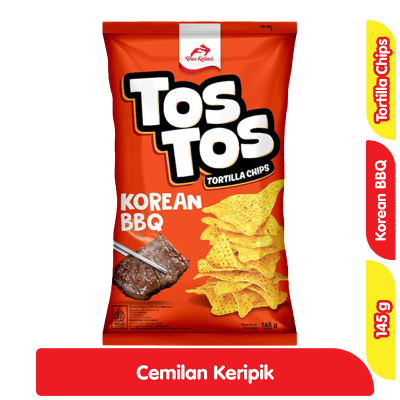 Dua Kelinci
TOS
TOS
TORTILLA CHIPS
KOREAN
BBQ
145 g
Tortilla Chips
Korean BBQ
145 g
Cemilan Keripik